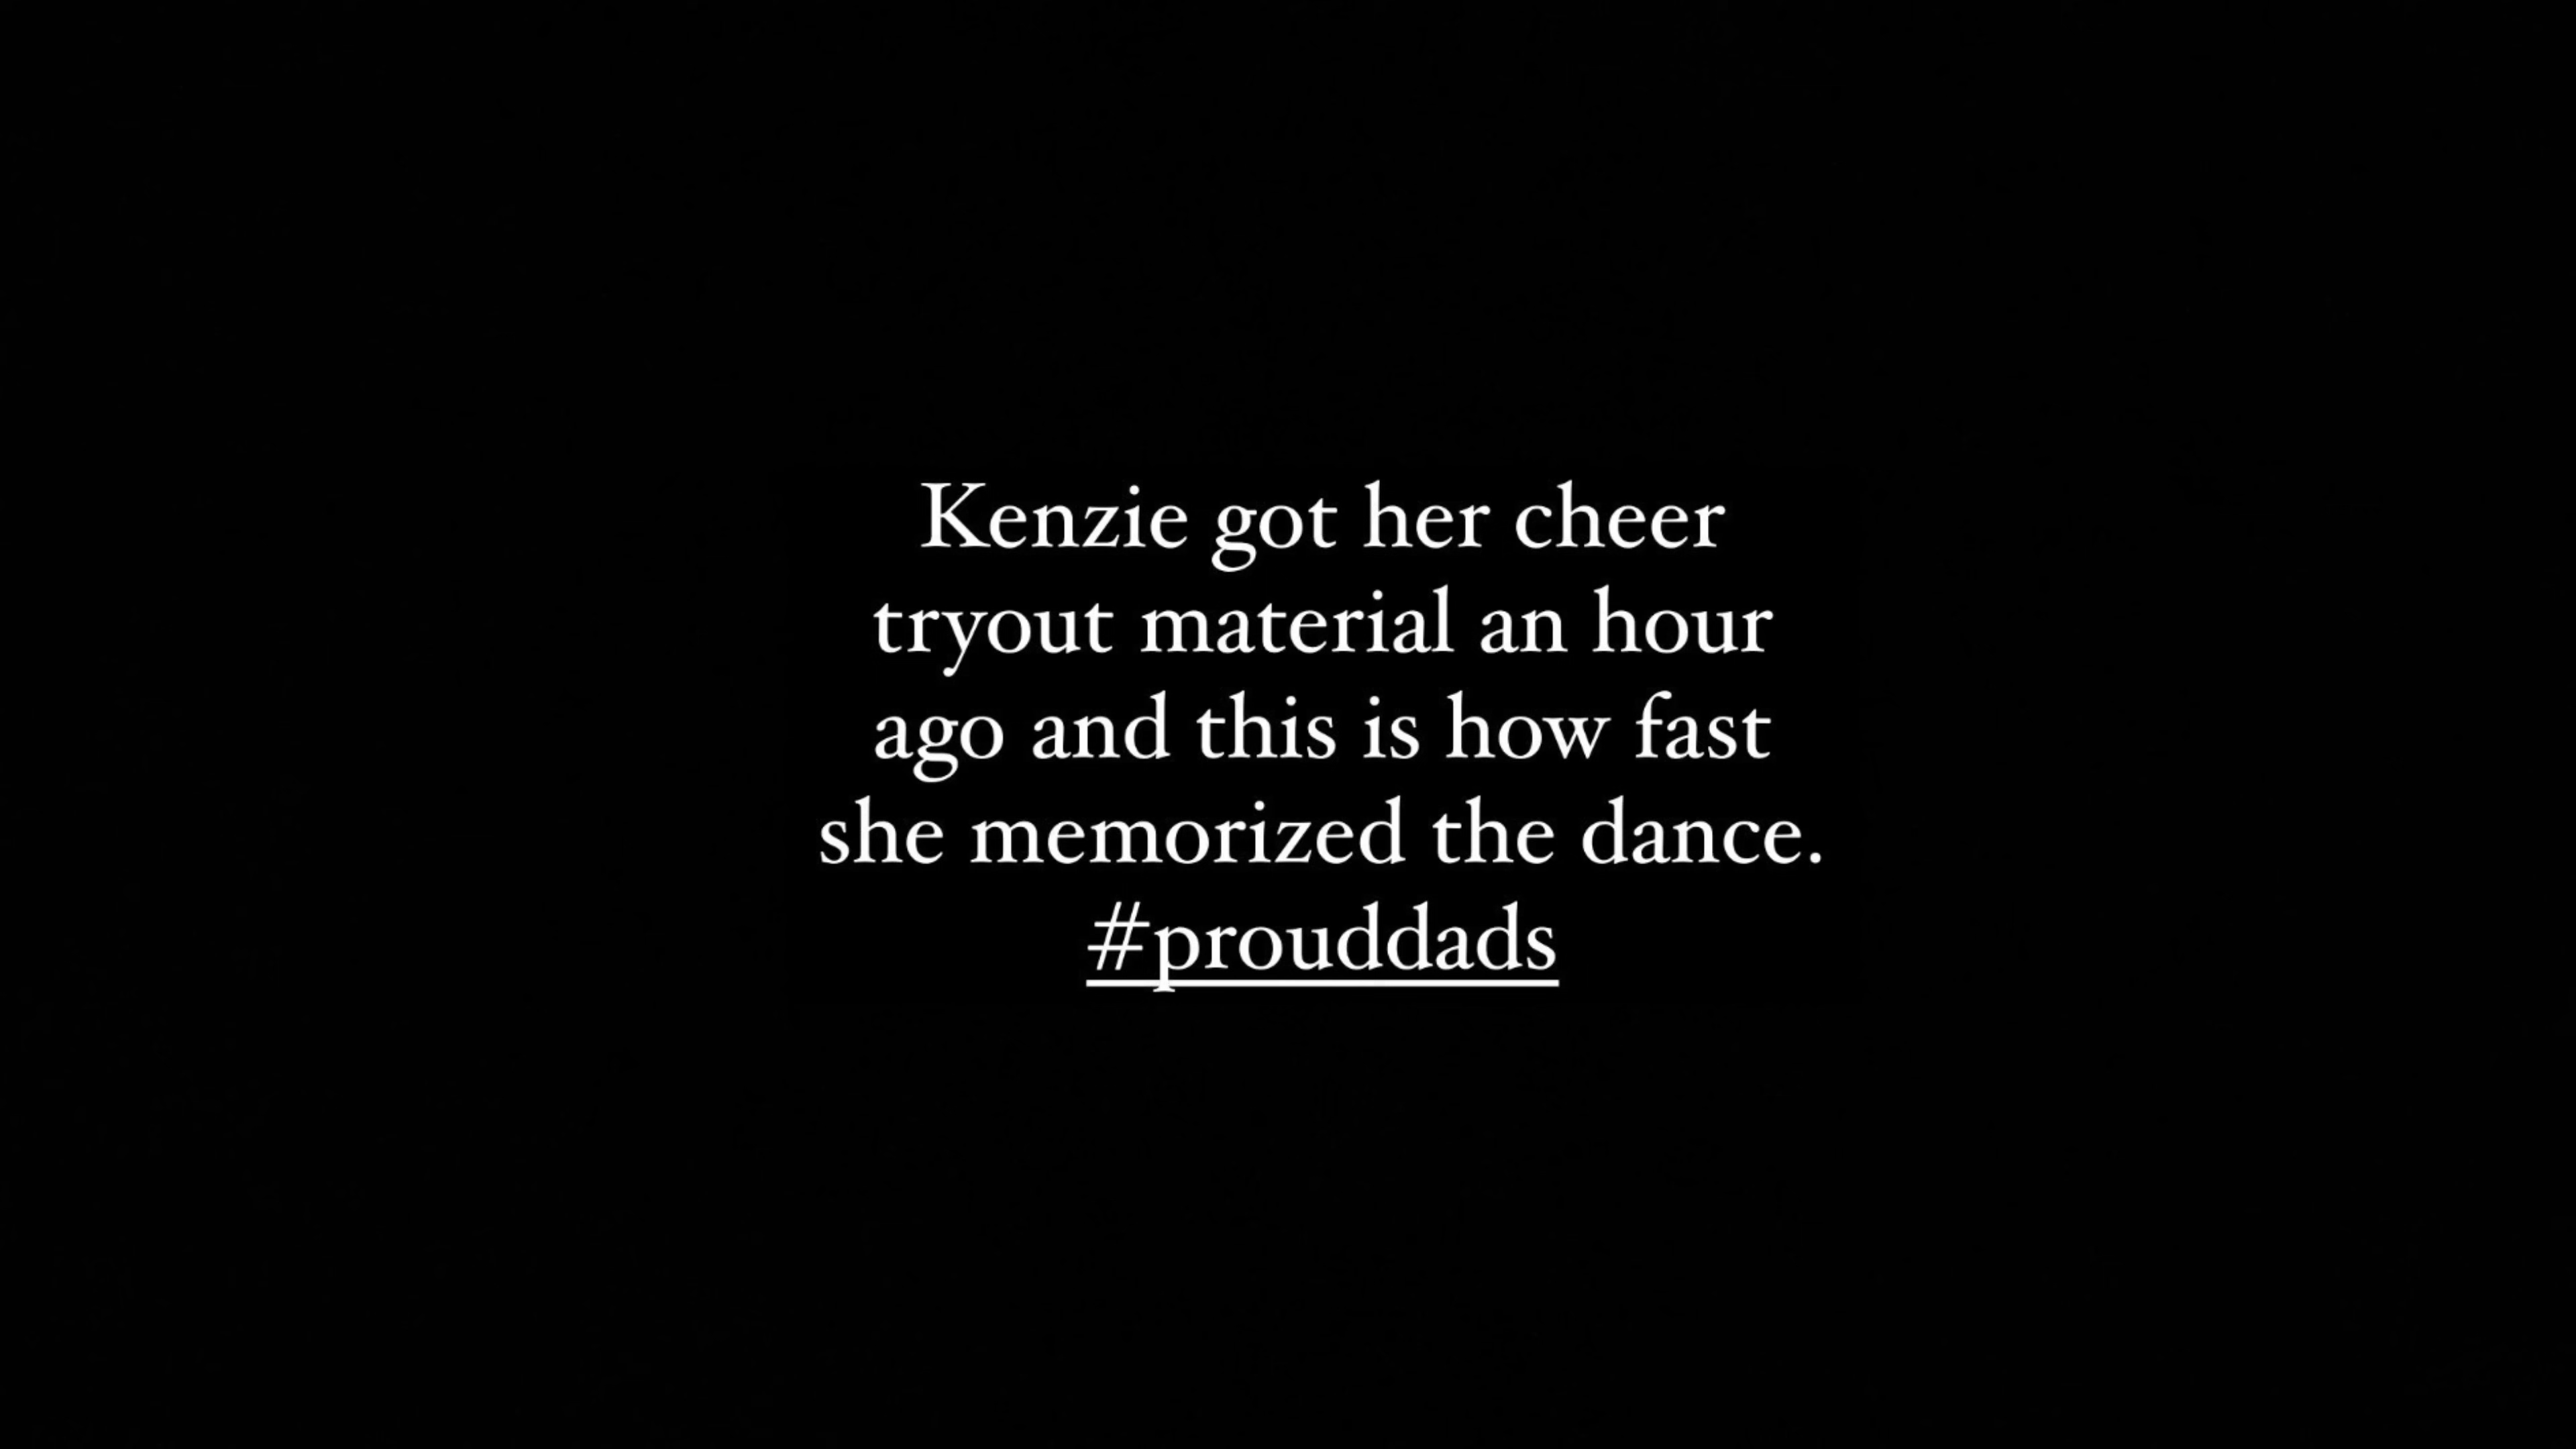 Kenzie got her cheer
tryout material an hour
ago and this is how fast
she memorized the dance.
#prouddads